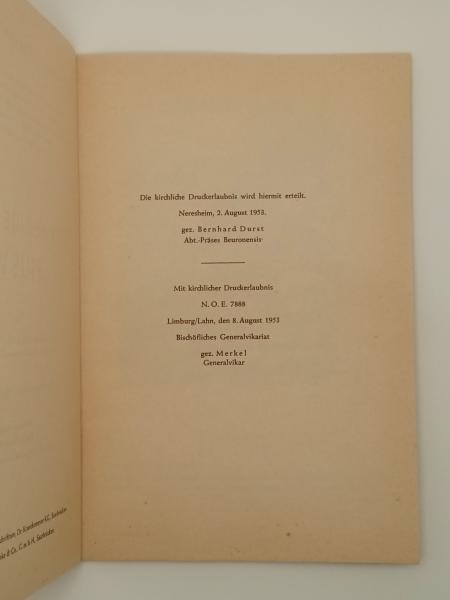 Die kirchliche Druckerlaubnis wird hiermit erteilt.
Neresheim, 2. August 1953.
gez. Bernhard Durst
Abt.-Präses Beuronensis
Mit kirchlicher Druckerlaubnis
N. O. E. 7888
Limburg/Lahn, den 8. August 1953
Bischöfliches Generalvikariat
gez. Merkel
Generalvikar
& Co., G. m. b. H.,